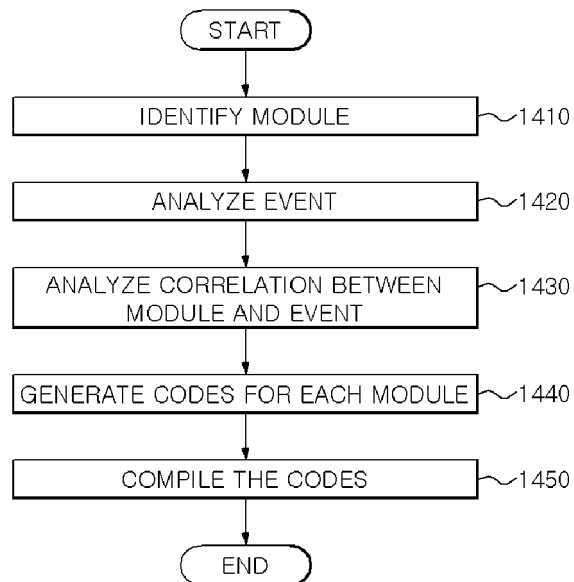 START
IDENTIFY MODULE
1410
ANALYZE EVENT
1420
ANALYZE CORRELATION BETWEEN
MODULE AND EVENT
1430
GENERATE CODES FOR EACH MODULE
1440
COMPILE THE CODES
1450
END